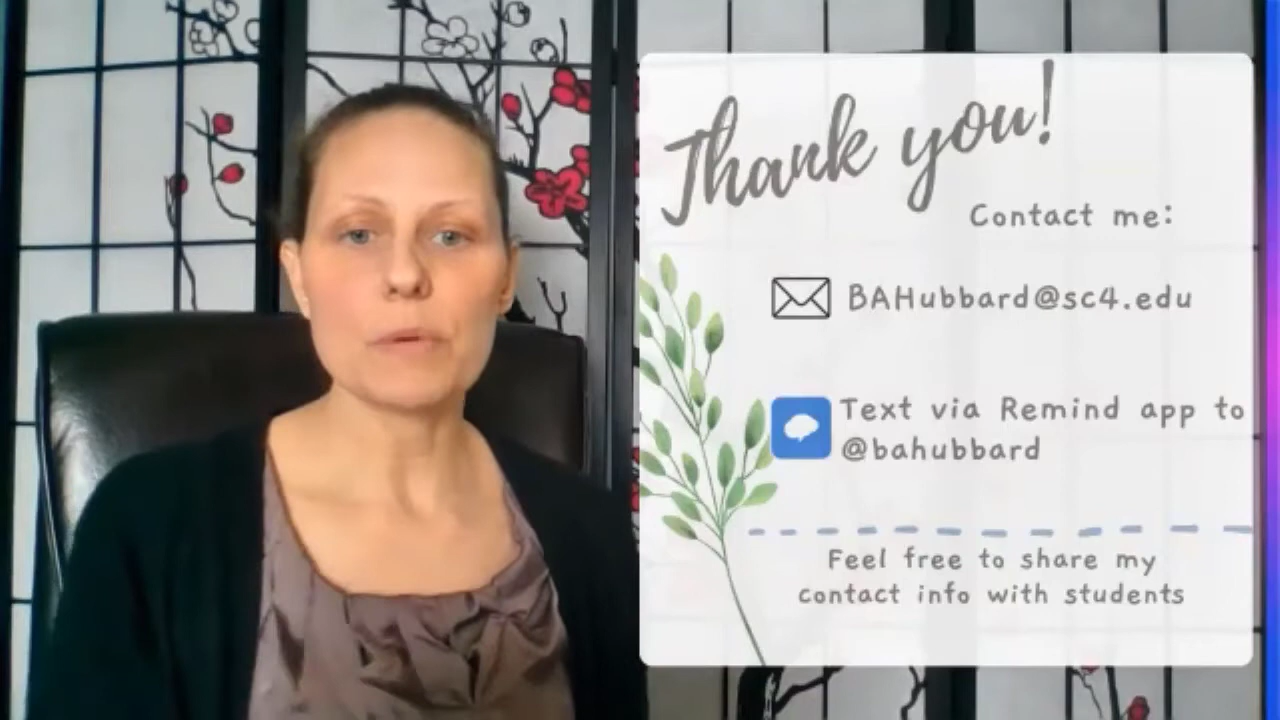 Thank you!
Contact me:
BAHubbard@sc4.edu
Text via Remind app to
@bahubbard
Feel free to share my
contact info with students